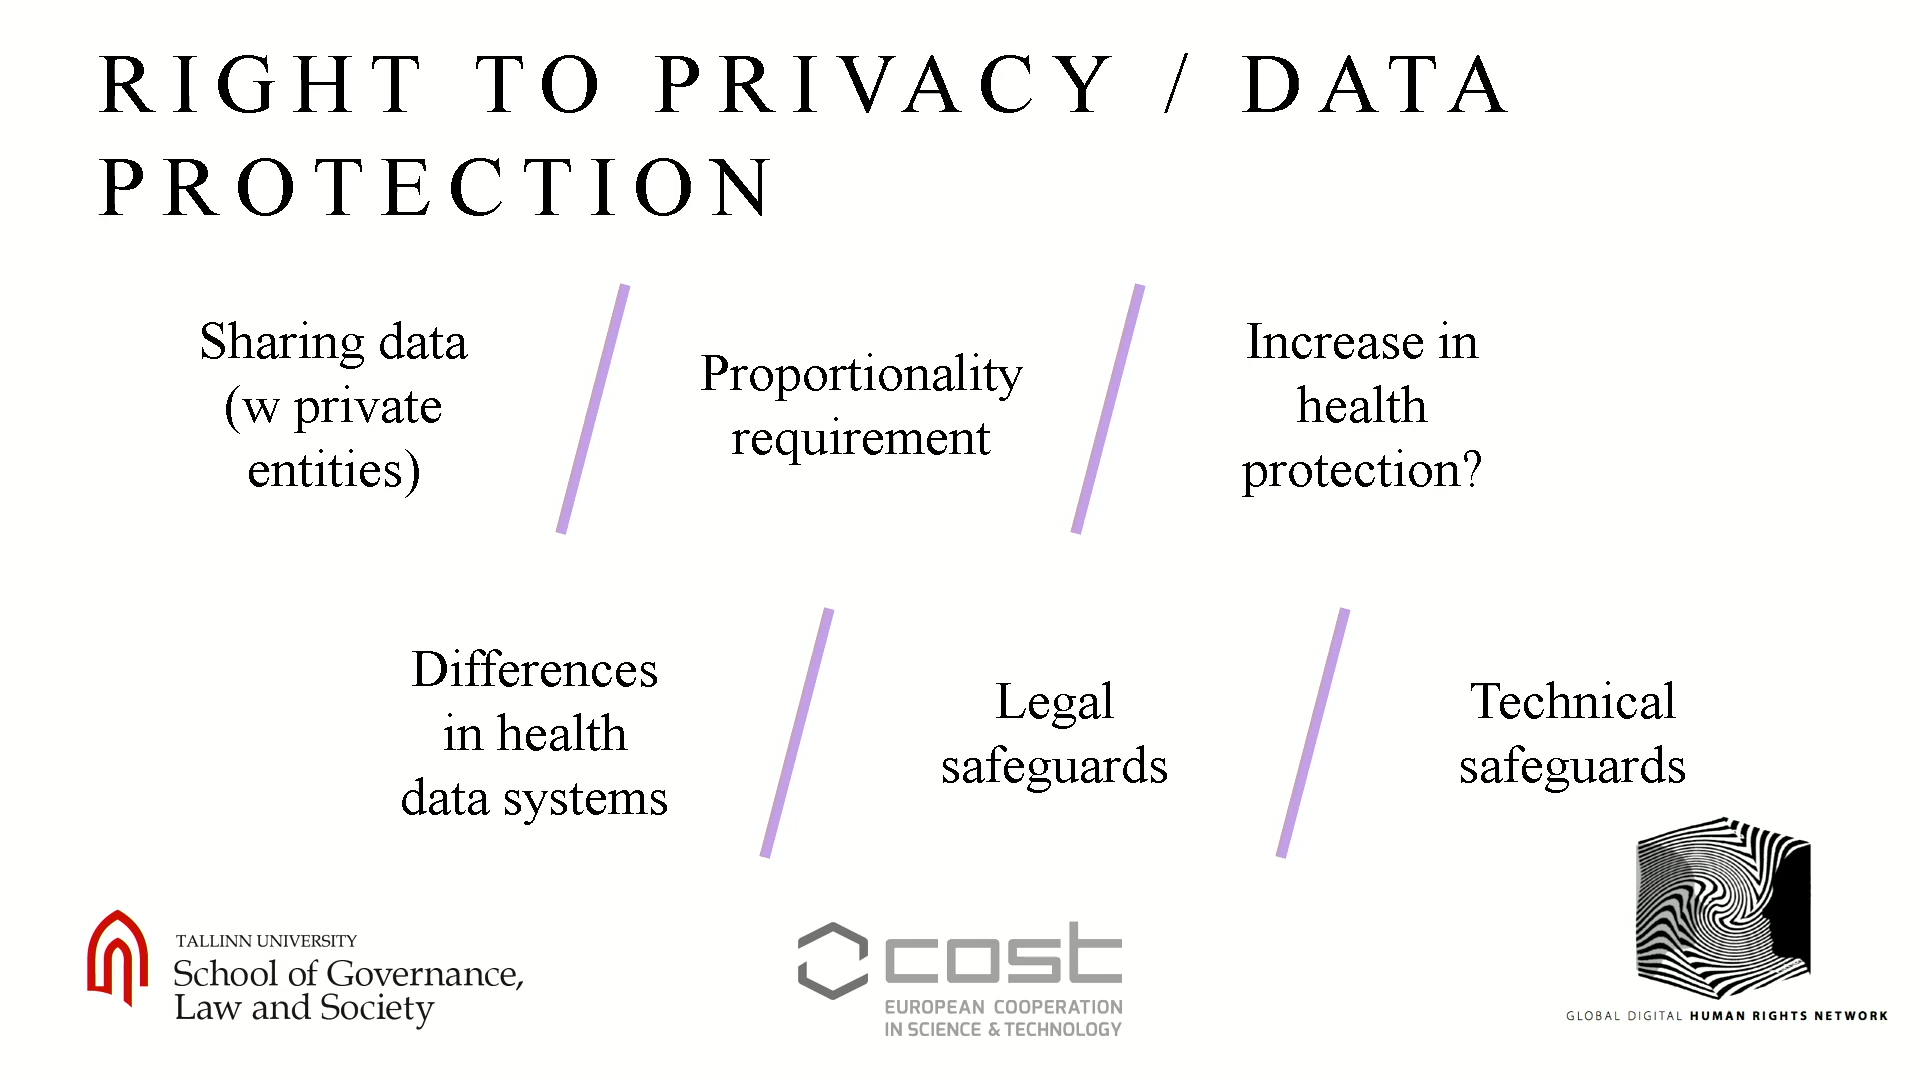 RIGHT TO PRIVACY / DATA
PROTECTION
Sharing data
(w private
entities)
Proportionality
requirement
Increase in
health
protection?
Differences
in health
data systems
Legal
safeguards
Technical
safeguards
TALLINN UNIVERSITY
School of Governance,
Law and Society
cost
EUROPEAN COOPERATION
IN SCIENCE & TECHNOLOGY
GLOBAL DIGITAL HUMAN RIGHTS NETWORK